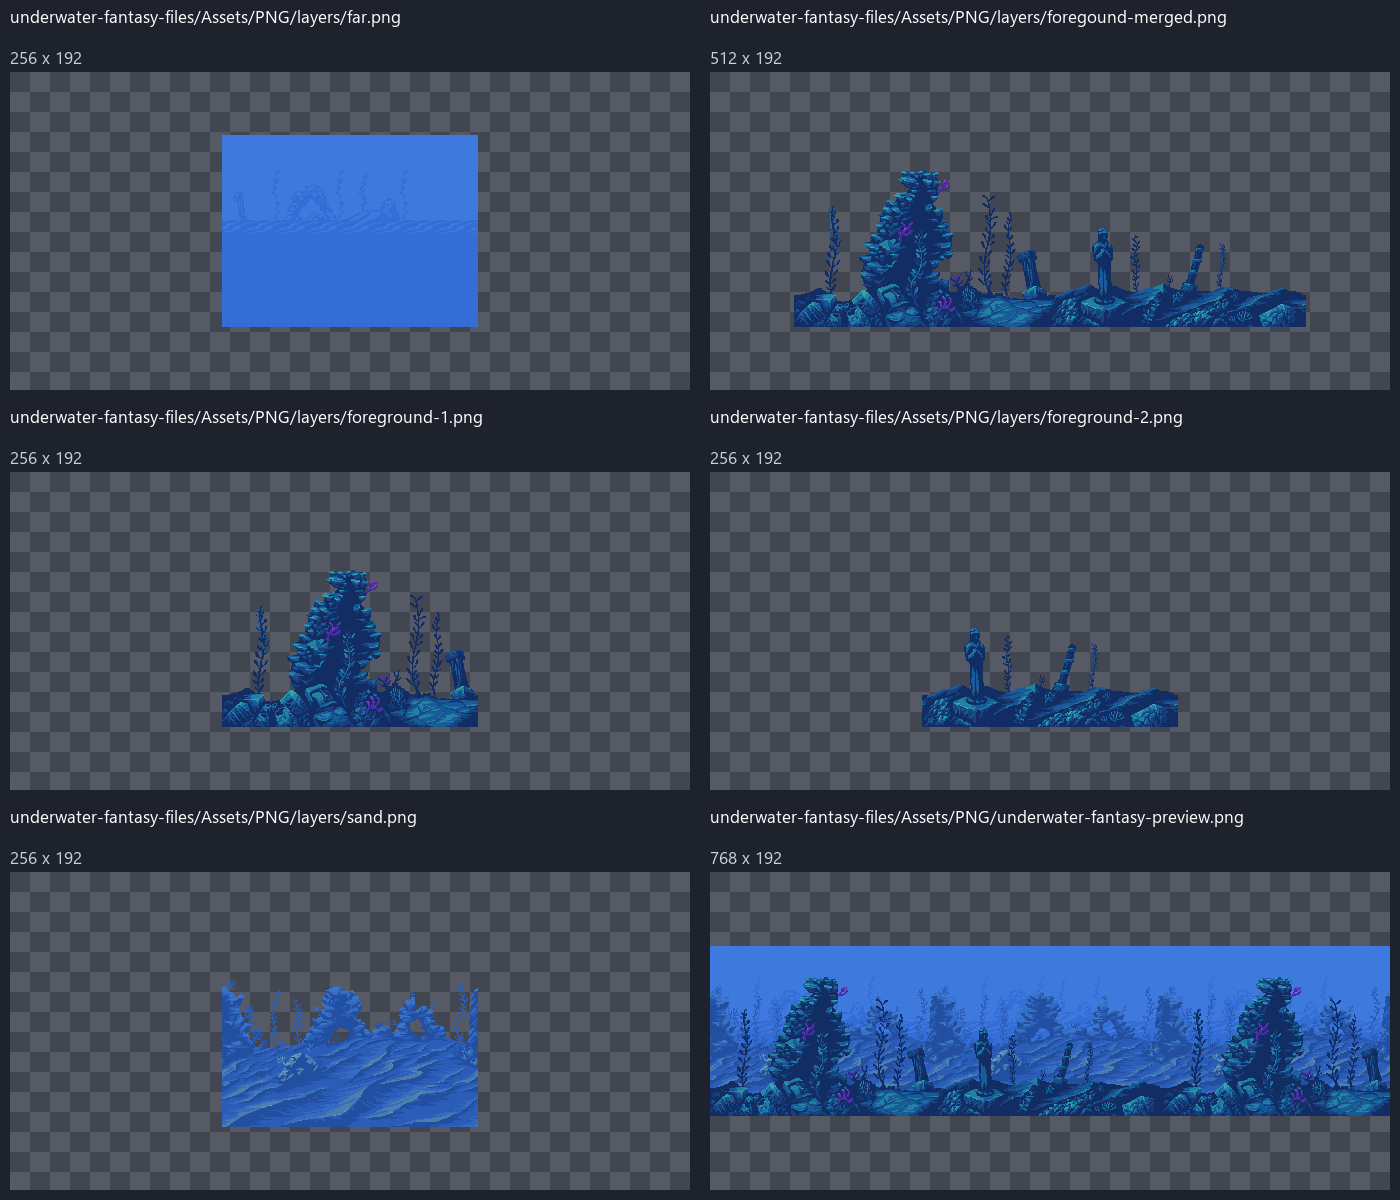 underwater-fantasy-files/Assets/PNG/layers/far.png
256 x 192
underwater-fantasy-files/Assets/PNG/layers/foregound-merged.png
512 x 192
underwater-fantasy-files/Assets/PNG/layers/foreground-1.png
256 x 192
underwater-fantasy-files/Assets/PNG/layers/foreground-2.png
256 x 192
underwater-fantasy-files/Assets/PNG/layers/sand.png
256 x 192
underwater-fantasy-files/Assets/PNG/underwater-fantasy-preview.png
768 x 192